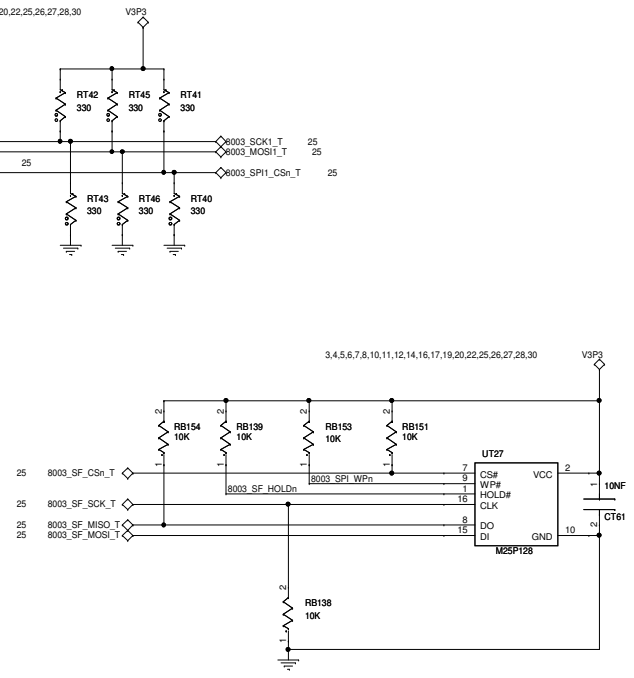 20,22,25,26,27,28,30
V3P3
RT42
330
RT45
330
RT41
330
8003_SCK1_T 25
8003_MOSI1_T 25
25
8003_SPI1_CSn_T 25
RT43
330
RT46
330
RT40
330
3,4,5,6,7,8,10,11,12,14,16,17,19,20,22,25,26,27,28,30
V3P3
2 2 2 2
RB154
10K
RB139
10K
RB153
10K
RB151
10K
1 1 1 1
UT27
25 8003_SF_CSn_T
7 CS# VCC 2
8003_SPI_WPn
9 WP#
8003_SF_HOLDn
1 HOLD#
25 8003_SF_SCK_T
16 CLK
1 10NF
CT61
2
25 8003_SF_MISO_T
8 DO
25 8003_SF_MOSI_T
15 DI GND 10
M25P128
2
RB138
10K
1